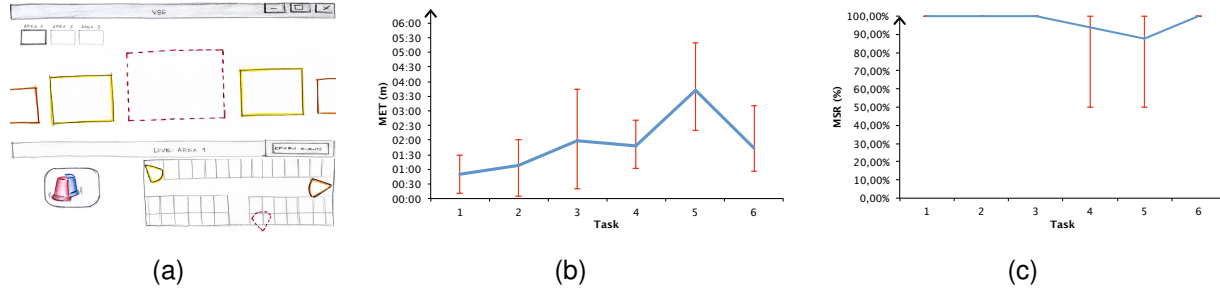 VSG
AREA 1 AREA 2 AREA 3
LIVE: AREA 1
(a)
MET (m)
06:00
05:30
05:00
04:30
04:00
03:30
03:00
02:30
02:00
01:30
01:00
00:30
00:00
1 2 3 4 5 6
Task
(b)
MSR (%)
100,00%
90,00%
80,00%
70,00%
60,00%
50,00%
40,00%
30,00%
20,00%
10,00%
0,00%
1 2 3 4 5 6
Task
(c)